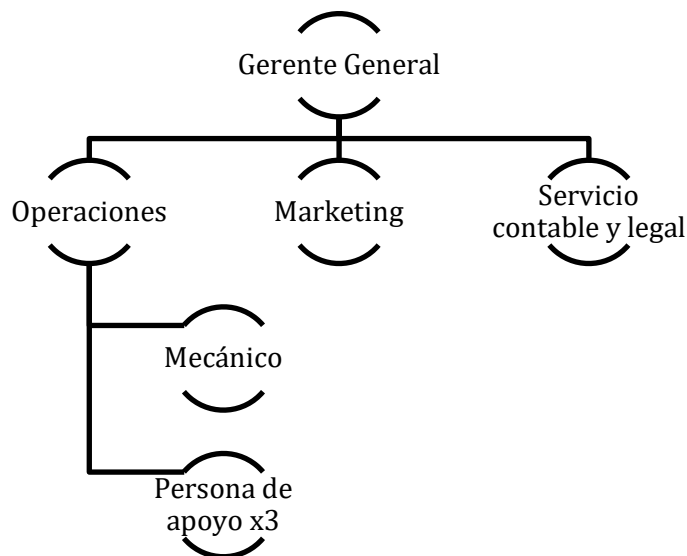 Gerente General
Operaciones
Marketing
Servicio
contable y legal
Mecánico
Persona de
apoyo x3